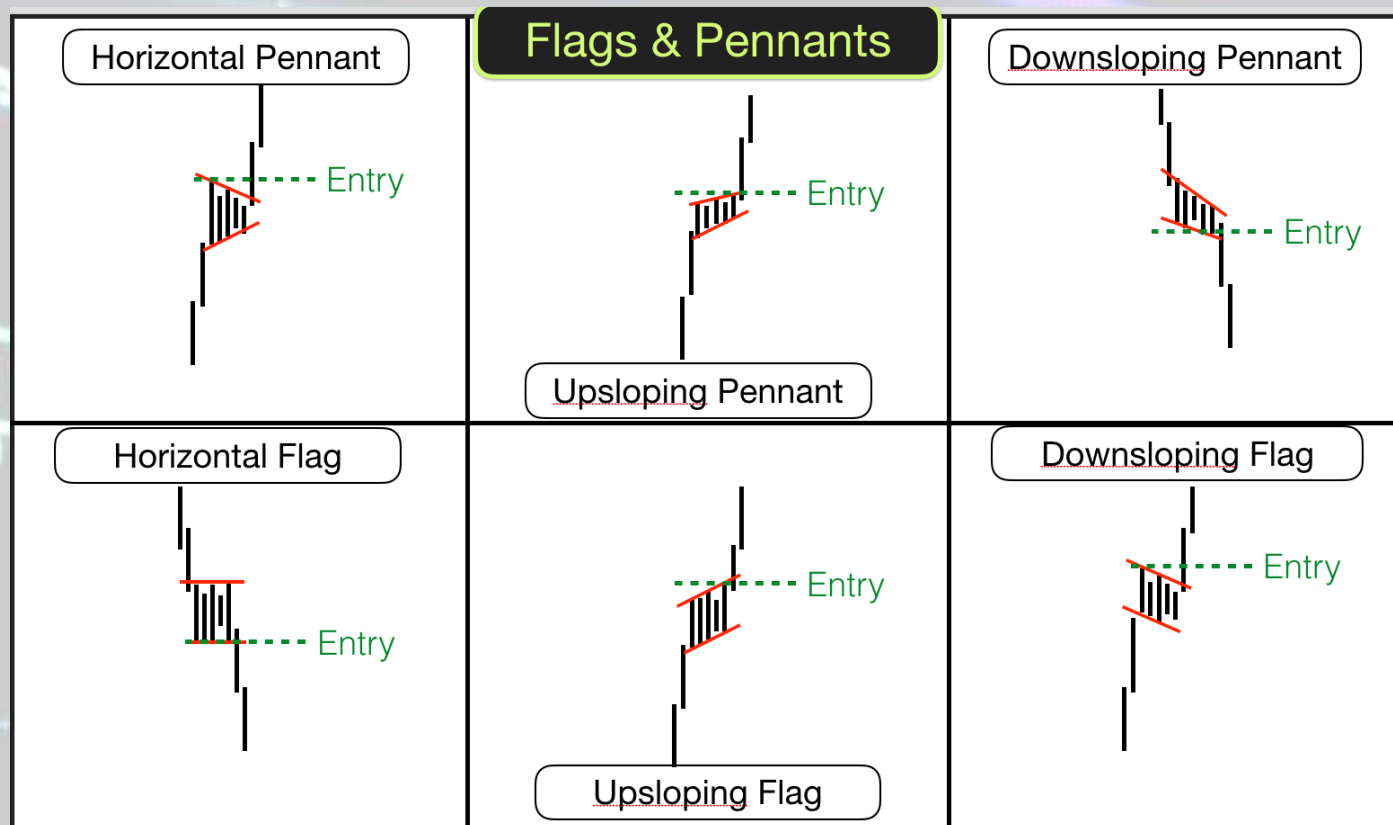 Flags & Pennants
Horizontal Pennant
Entry
Entry
Upsloping Pennant
Downsloping Pennant
Entry
Horizontal Flag
Entry
Entry
Upsloping Flag
Downsloping Flag
Entry